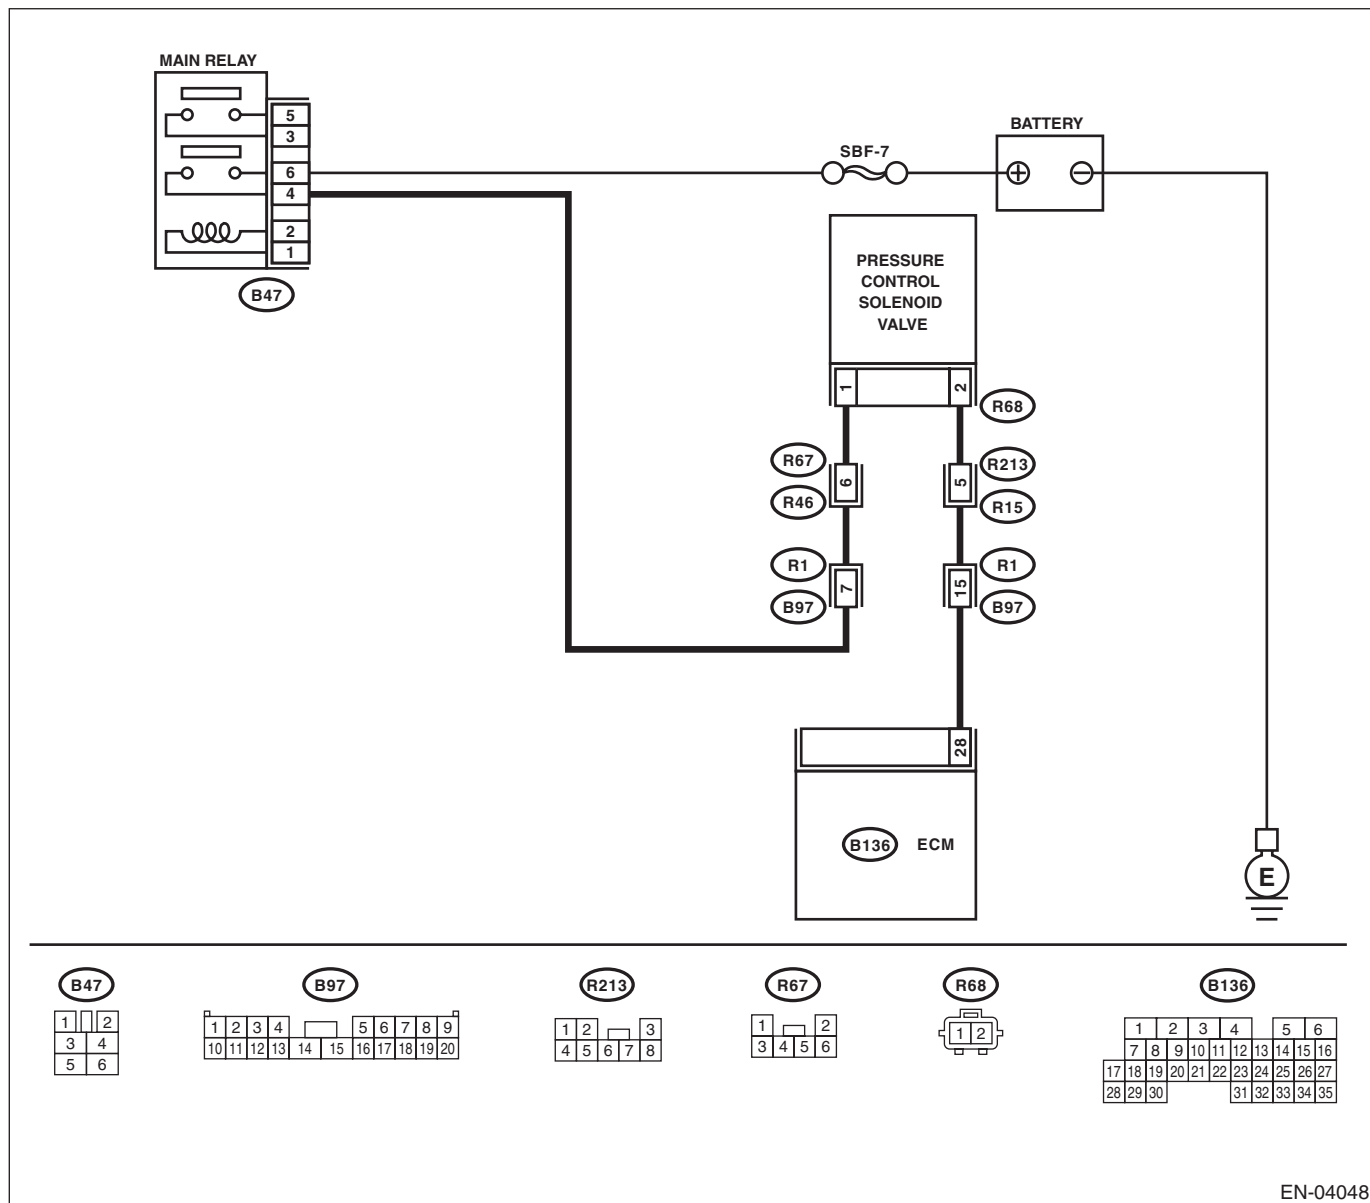 MAIN RELAY
5
3
6
4
2
1
B47
SBF-7
BATTERY
+
−
PRESSURE
CONTROL
SOLENOID
VALVE
1
2
R68
R67
6
R46
R213
5
R15
R1
7
B97
R1
15
B97
28
B136
ECM
E
B47
1 2
3 4
5 6
B97
1 2 3 4 5 6 7 8 9
10 11 12 13 14 15 16 17 18 19 20
R213
1 2 3
4 5 6 7 8
R67
1 2
3 4 5 6
R68
1 2
B136
1 2 3 4 5 6
7 8 9 10 11 12 13 14 15 16
17 18 19 20 21 22 23 24 25 26 27
28 29 30 31 32 33 34 35
EN-04048